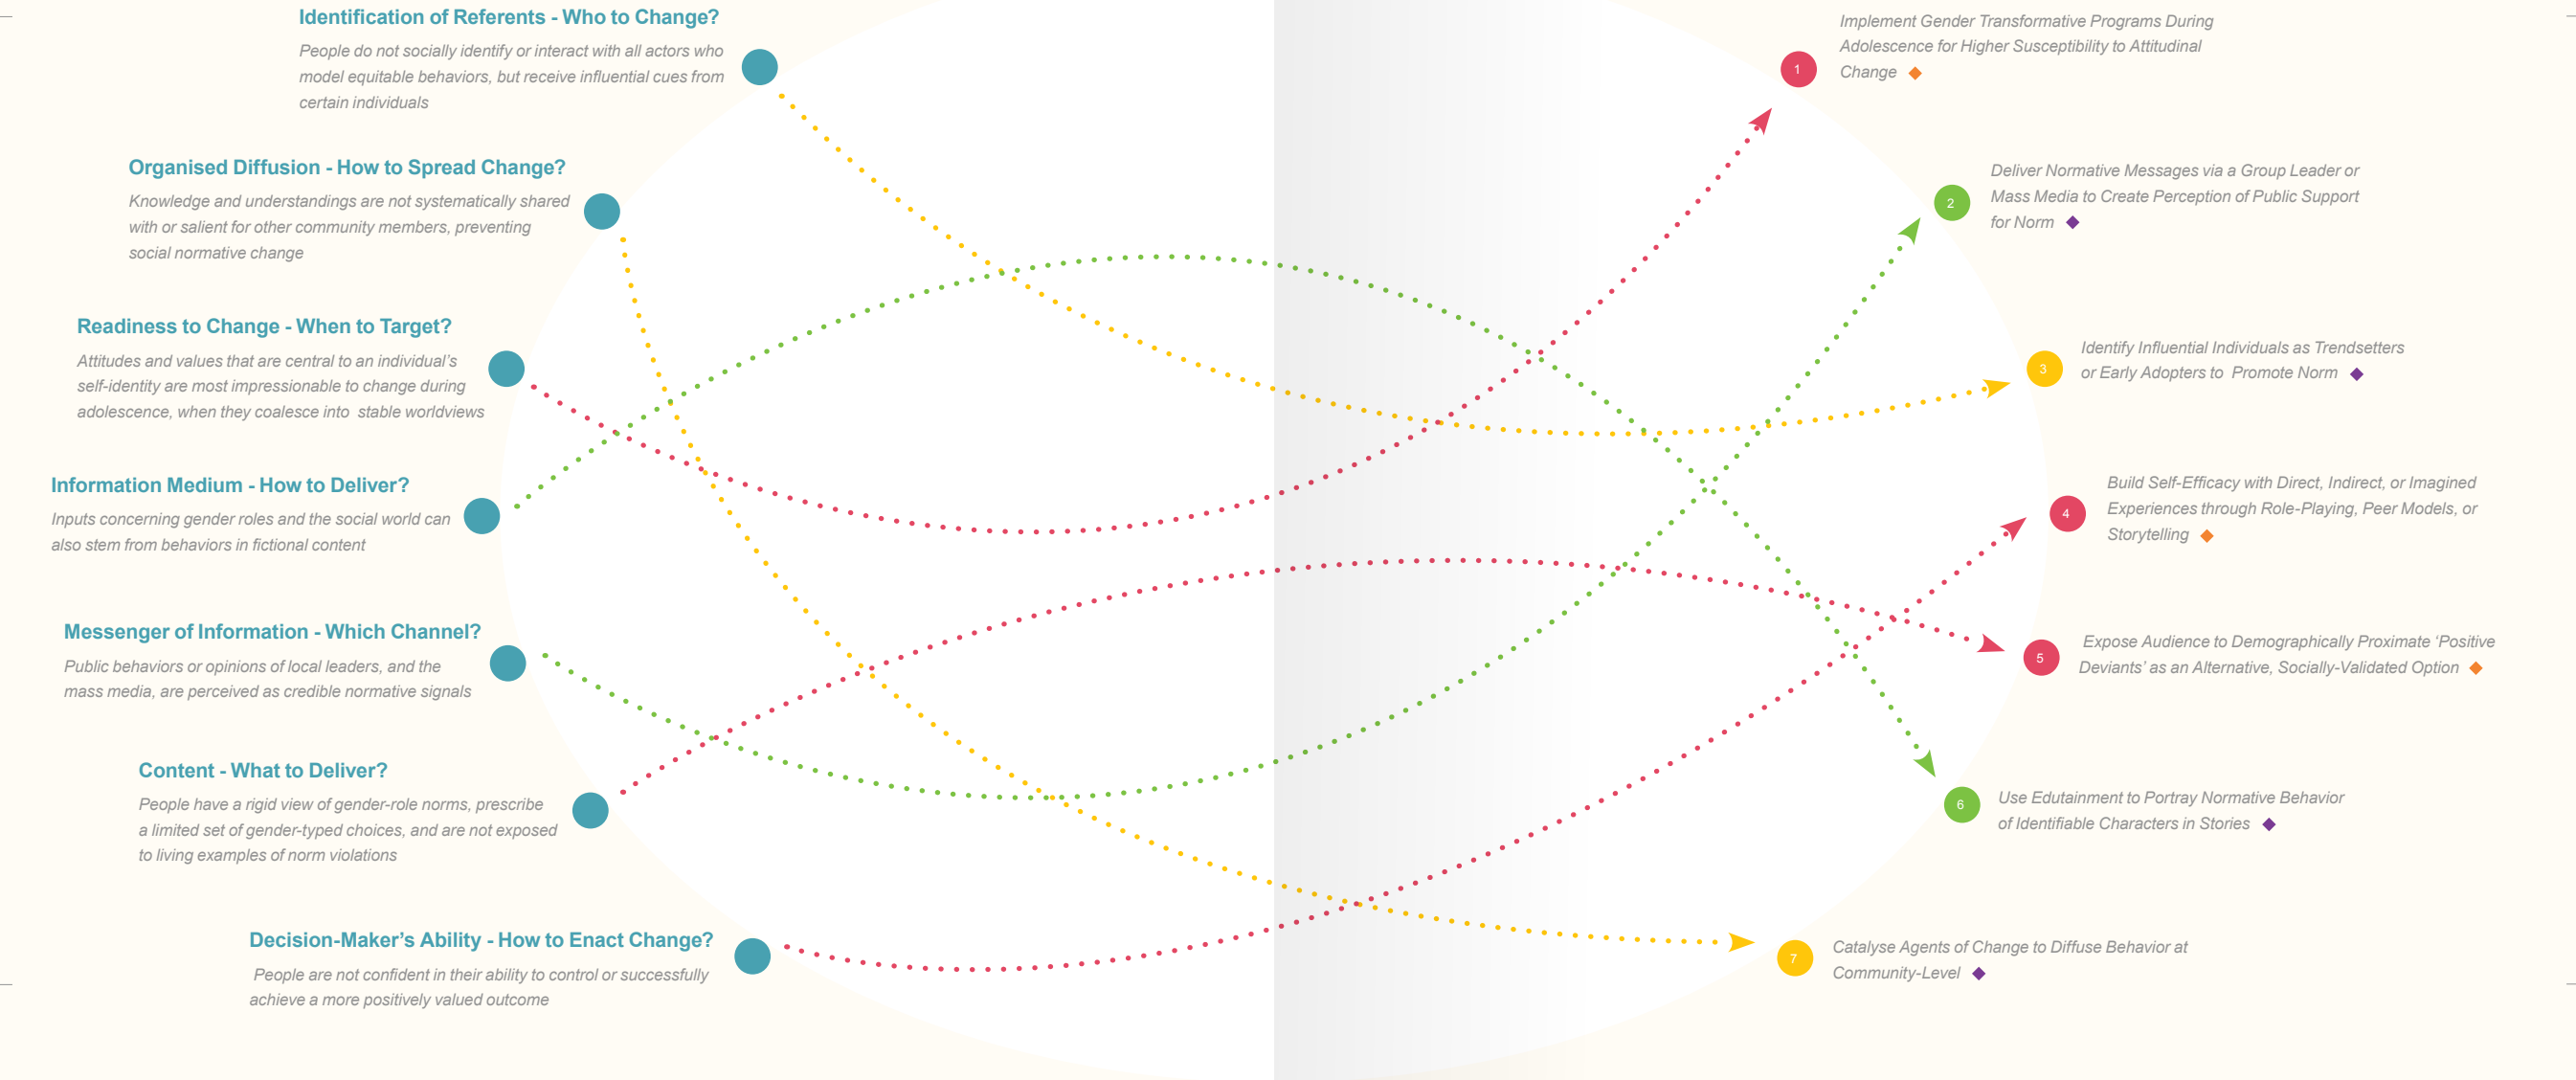 Identification of Referents - Who to Change?
People do not socially identify or interact with all actors who
model equitable behaviors, but receive influential cues from
certain individuals
Organised Diffusion - How to Spread Change?
Knowledge and understandings are not systematically shared
with or salient for other community members, preventing
social normative change
Readiness to Change - When to Target?
Attitudes and values that are central to an individual's
self-identity are most impressionable to change during
adolescence, when they coalesce into stable worldviews
Information Medium - How to Deliver?
Inputs concerning gender roles and the social world can
also stem from behaviors in fictional content
Messenger of Information - Which Channel?
Public behaviors or opinions of local leaders, and the
mass media, are perceived as credible normative signals
Content - What to Deliver?
People have a rigid view of gender-role norms, prescribe
a limited set of gender-typed choices, and are not exposed
to living examples of norm violations
Decision-Maker's Ability - How to Enact Change?
People are not confident in their ability to control or successfully
achieve a more positively valued outcome
1
Implement Gender Transformative Programs During
Adolescence for Higher Susceptibility to Attitudinal
Change
2
Deliver Normative Messages via a Group Leader or
Mass Media to Create Perception of Public Support
for Norm
3
Identify Influential Individuals as Trendsetters
or Early Adopters to Promote Norm
4
Build Self-Efficacy with Direct, Indirect, or Imagined
Experiences through Role-Playing, Peer Models, or
Storytelling
5
Expose Audience to Demographically Proximate 'Positive
Deviants' as an Alternative, Socially-Validated Option
6
Use Edutainment to Portray Normative Behavior
of Identifiable Characters in Stories
7
Catalyse Agents of Change to Diffuse Behavior at
Community-Level